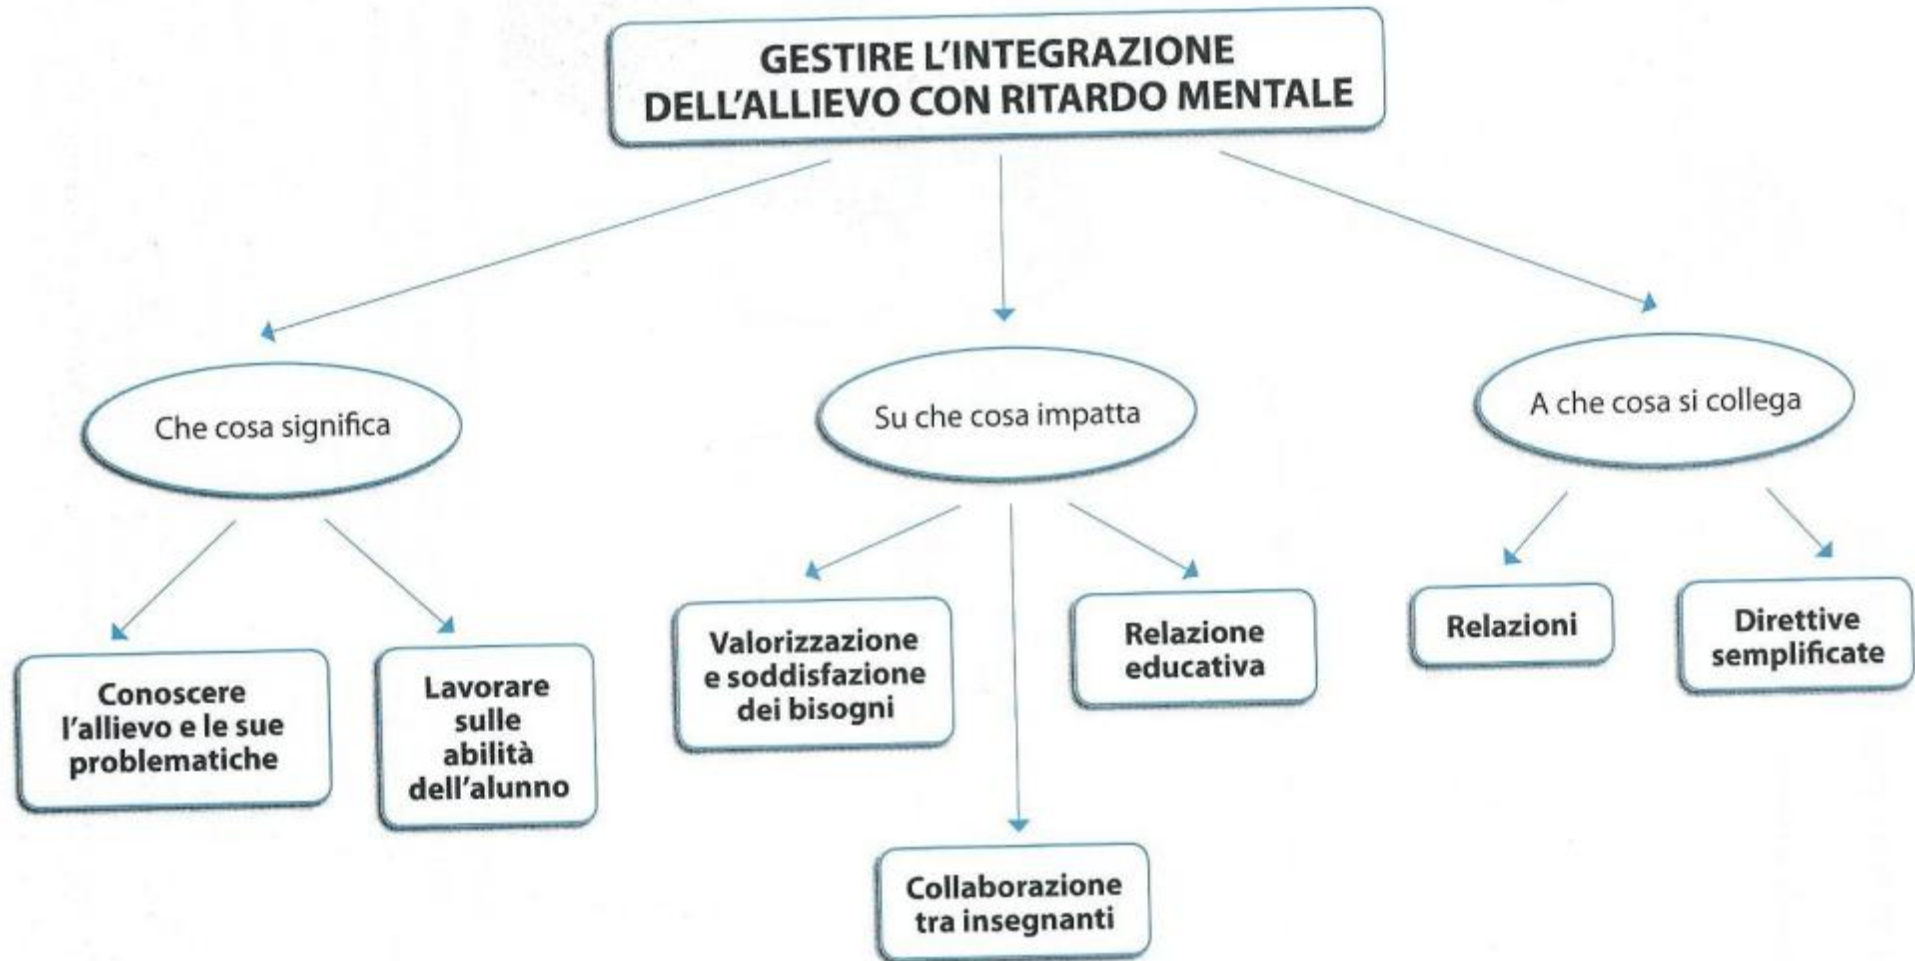 GESTIRE L'INTEGRAZIONE
DELL'ALLIEVO CON RITARDO MENTALE
Che cosa significa
Su che cosa impatta
A che cosa si collega
Conoscere
l'allievo e le sue
problematiche
Lavorare
sulle
abilità
dell'alunno
Valorizzazione
e soddisfazione
dei bisogni
Collaborazione
tra insegnanti
Relazione
educativa
Relazioni
Direttive
semplificate